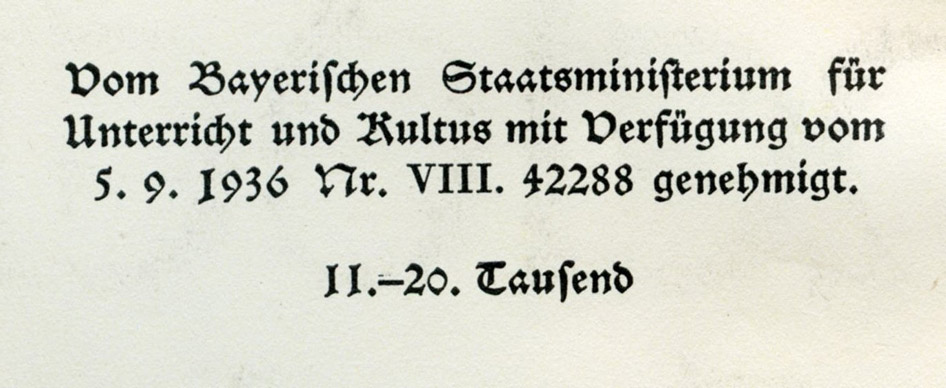 Vom Bayeriſchen Staatsminiſterium für
Unterricht und Kultus mit Verfügung vom
5. 9. 1936 Nr. VIII. 42288 genehmigt.
11.–20. Tauſend